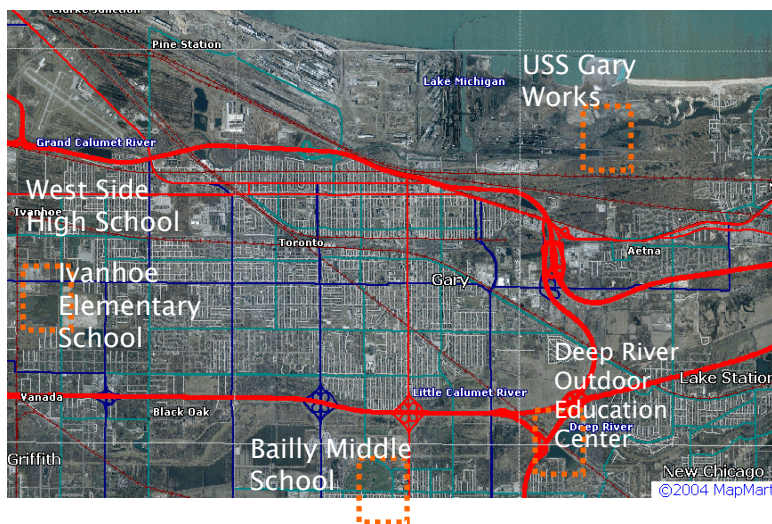 Clarke Junction
Pine Station
Lake Michigan
USS Gary
Works
Grand Calumet River
West Side
High School
Ivanhoe
Toronto
Aetna
Ivanhoe
Elementary
School
Gary
Deep River
Outdoor
Education
Center
Lake Station
Vanada
Black Oak
Little Calumet River
Deep River
Bailly Middle
School
Griffith
New Chicago
©2004 MapMart